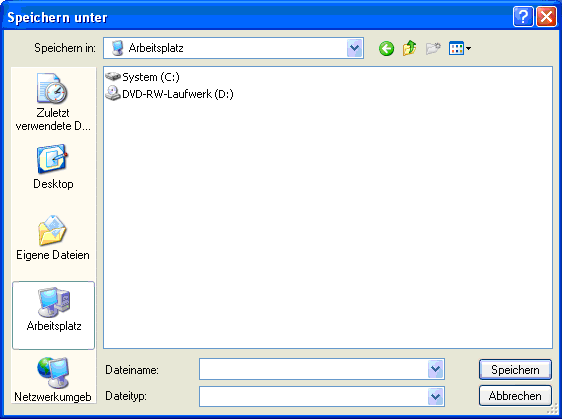 Speichern unter
Speichern in:
Arbeitsplatz
System (C:)
DVD-RW-Laufwerk (D:)
Zuletzt
verwendete D...
Desktop
Eigene Dateien
Arbeitsplatz
Netzwerkumgeb
Dateiname:
Speichern
Dateityp:
Abbrechen